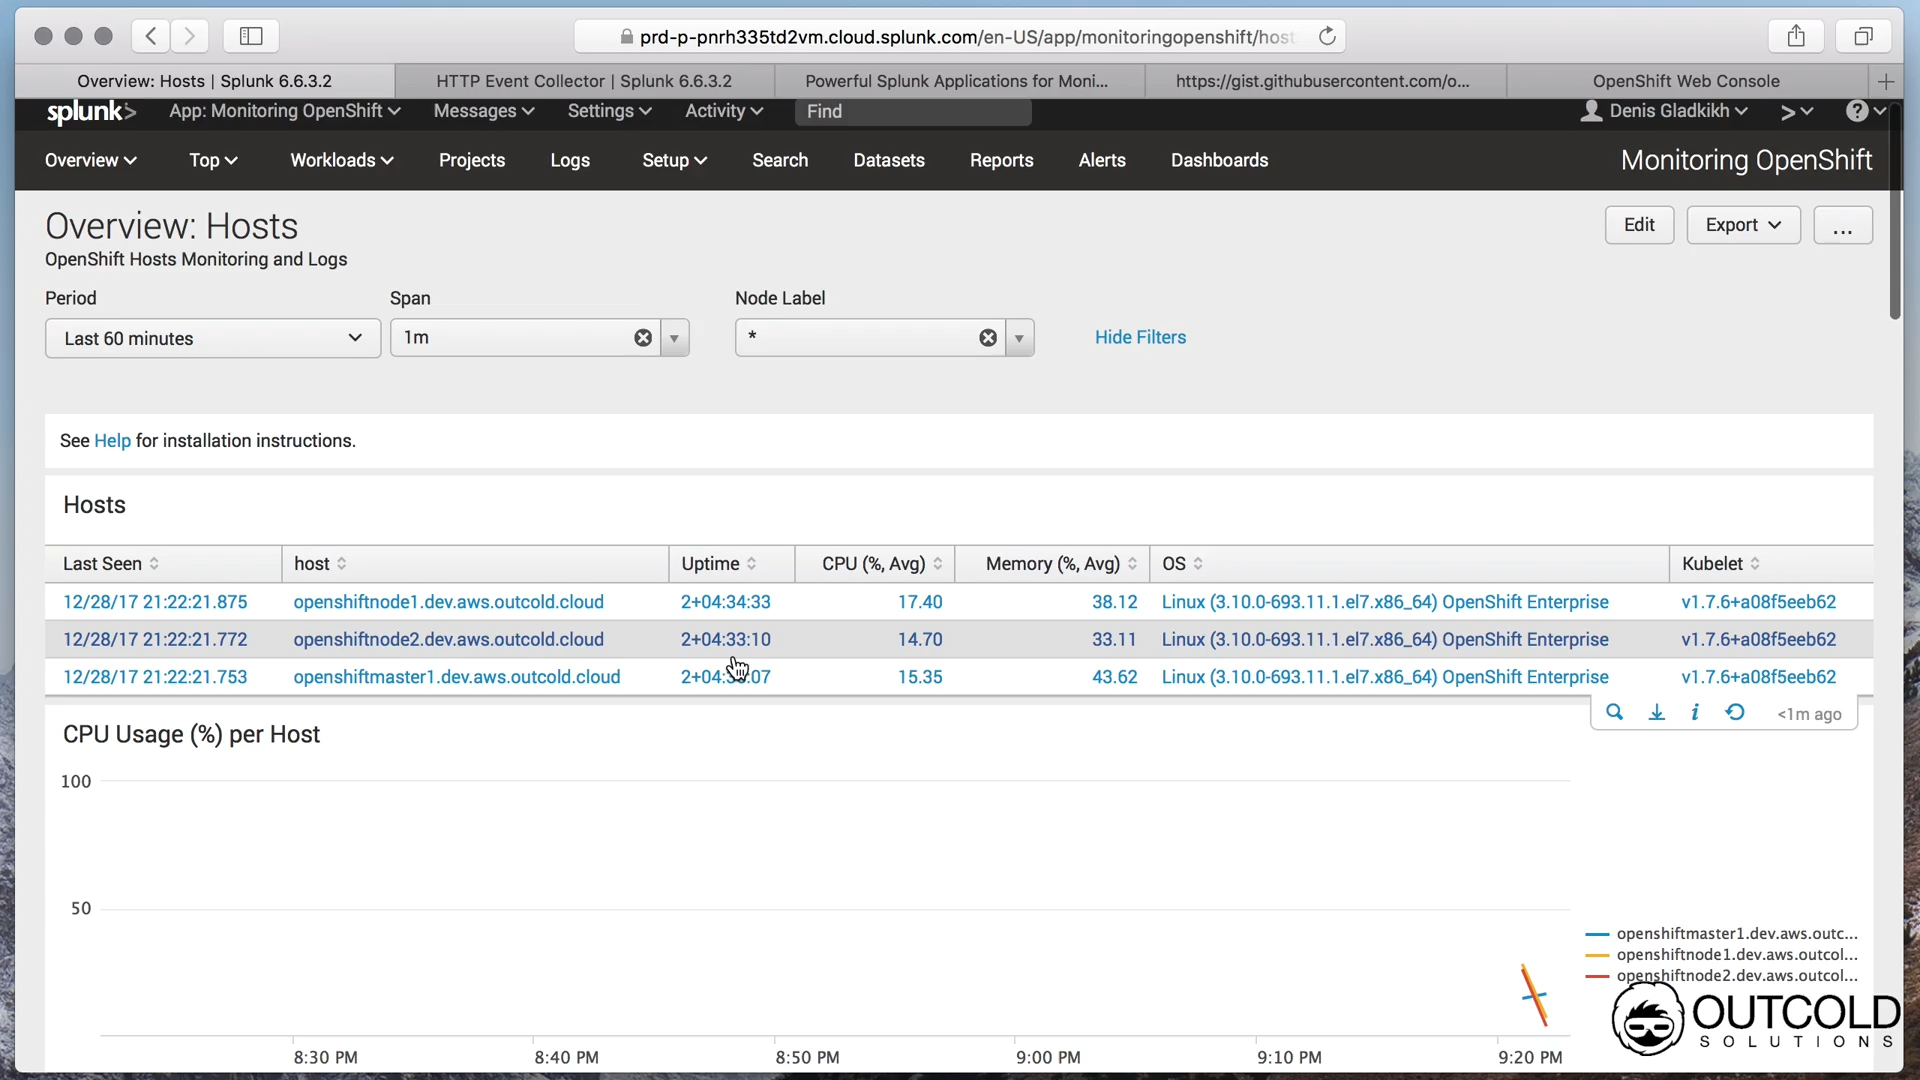 prd-p-pnrh335td2vm.cloud.splunk.com/en-US/app/monitoringopenshift/host
Overview: Hosts | Splunk 6.6.3.2
HTTP Event Collector | Splunk 6.6.3.2
Powerful Splunk Applications for Moni...
https://gist.githubusercontent.com/o...
OpenShift Web Console
splunk>
App: Monitoring OpenShift
Messages
Settings
Activity
Find
Denis Gladkikh
Overview
Top
Workloads
Projects
Logs
Setup
Search
Datasets
Reports
Alerts
Dashboards
Monitoring OpenShift
Overview: Hosts
Edit
Export
...
OpenShift Hosts Monitoring and Logs
Period
Span
Node Label
Last 60 minutes
1m
*
Hide Filters
See Help for installation instructions.
Hosts
Last Seen host Uptime CPU (%, Avg) Memory (%, Avg) OS Kubelet
12/28/17 21:22:21.875 openshiftnode1.dev.aws.outcold.cloud 2+04:34:33 17.40 38.12 Linux (3.10.0-693.11.1.el7.x86_64) OpenShift Enterprise v1.7.6+a08f5eeb62
12/28/17 21:22:21.772 openshiftnode2.dev.aws.outcold.cloud 2+04:33:10 14.70 33.11 Linux (3.10.0-693.11.1.el7.x86_64) OpenShift Enterprise v1.7.6+a08f5eeb62
12/28/17 21:22:21.753 openshiftmaster1.dev.aws.outcold.cloud 15.35 43.62 Linux (3.10.0-693.11.1.el7.x86_64) OpenShift Enterprise v1.7.6+a08f5eeb62
<1m ago
CPU Usage (%) per Host
100
50
openshiftmaster1.dev.aws.outc...
openshiftnode1.dev.aws.outcol...
openshiftnode2.dev.aws.outcol...
8:30 PM
8:40 PM
8:50 PM
9:00 PM
9:10 PM
9:20 PM
OUTCOLD
SOLUTIONS